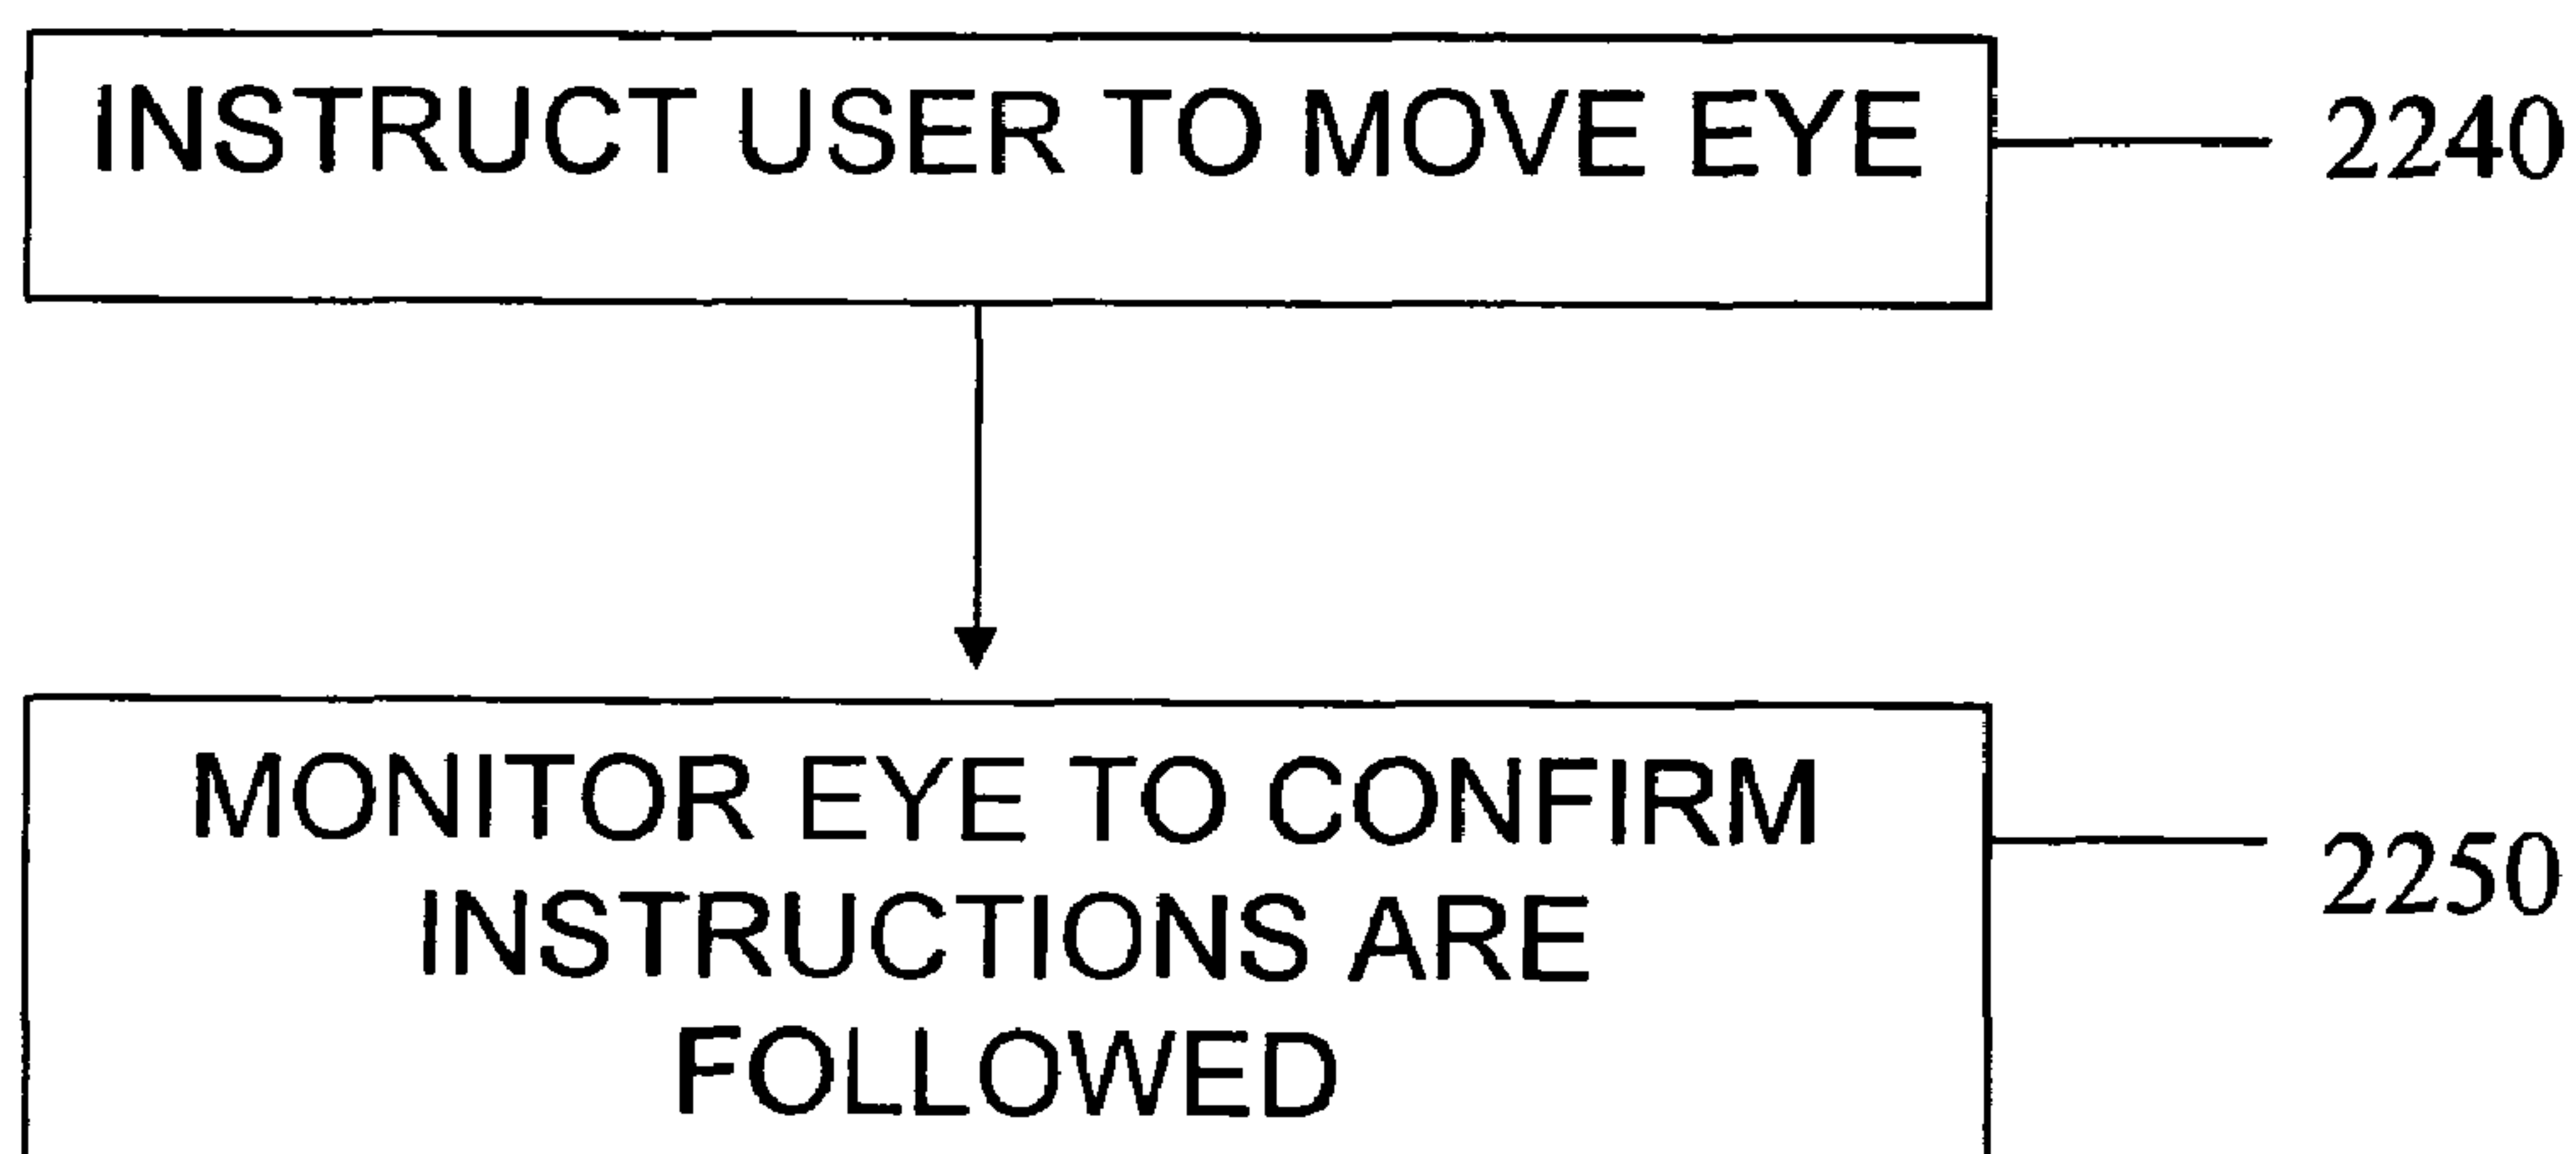 INSTRUCT USER TO MOVE EYE
2240
MONITOR EYE TO CONFIRM
INSTRUCTIONS ARE
FOLLOWED
2250